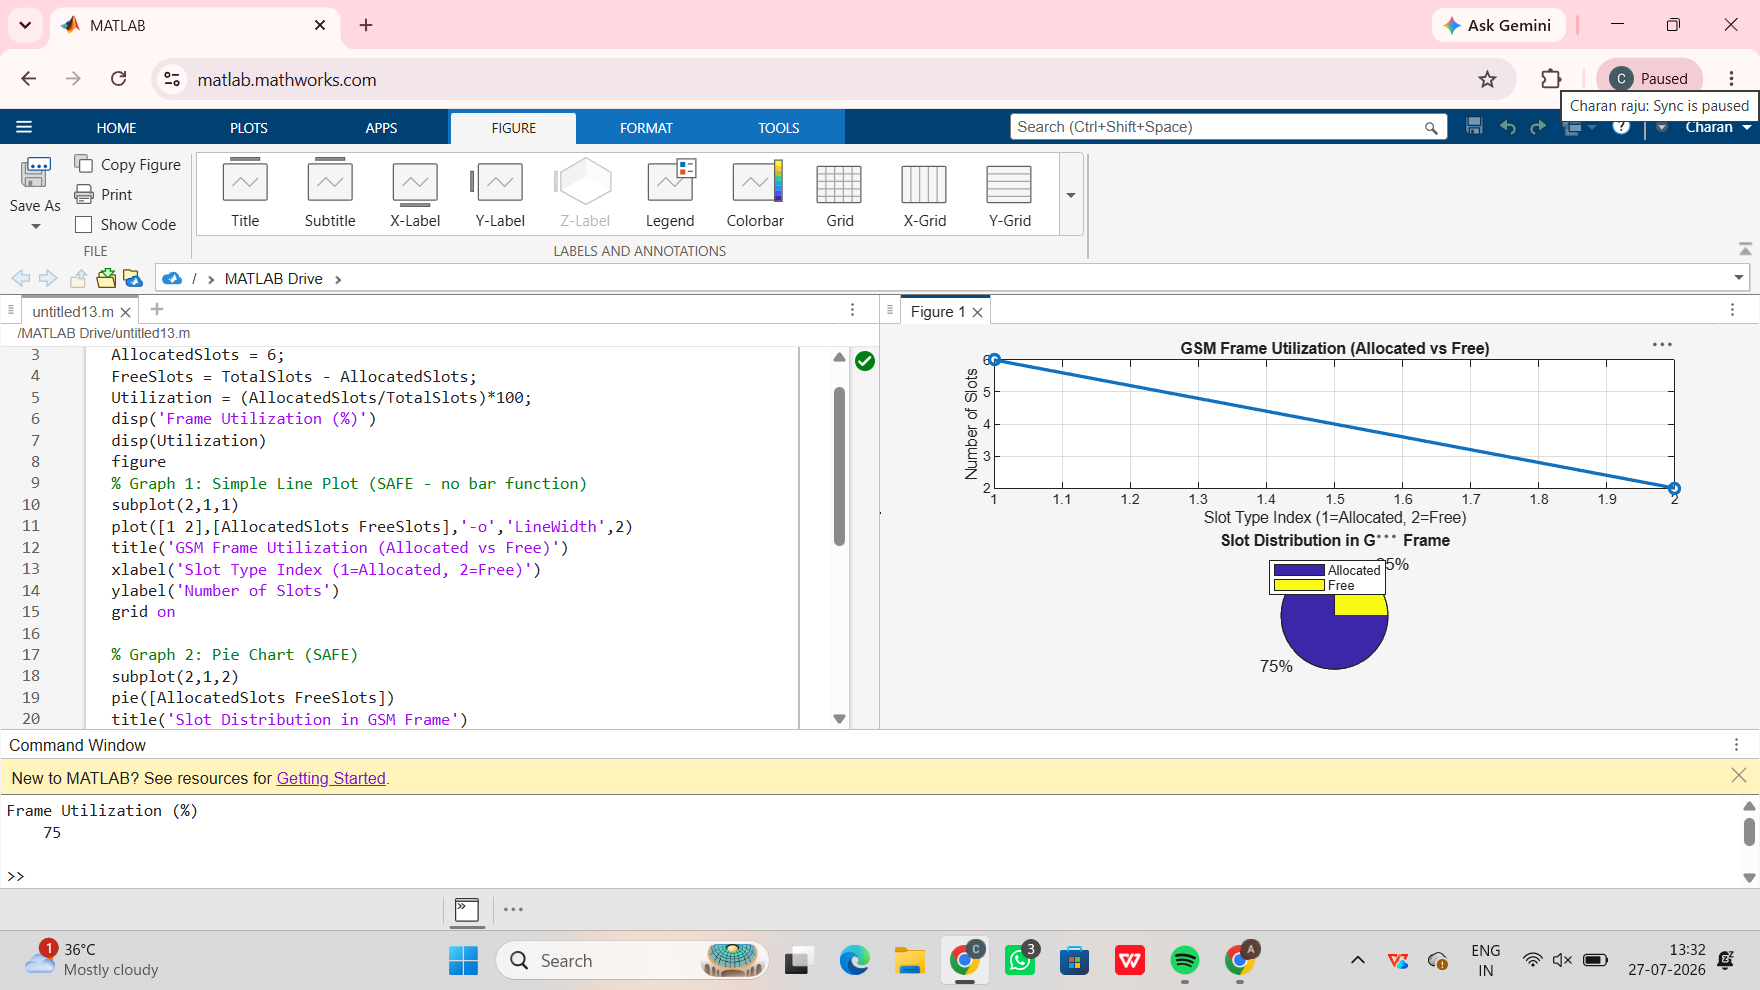 MATLAB
Ask Gemini
matlab.mathworks.com
C
Paused
Charan raju: Sync is paused
HOME
PLOTS
APPS
FIGURE
FORMAT
TOOLS
Search (Ctrl+Shift+Space)
Charan
Save As
Copy Figure
Print
Show Code
FILE
Title
Subtitle
X-Label
Y-Label
Z-Label
Legend
Colorbar
Grid
X-Grid
Y-Grid
LABELS AND ANNOTATIONS
/ > MATLAB Drive >
untitled13.m
/MATLAB Drive/untitled13.m
3 AllocatedSlots = 6;
4 FreeSlots = TotalSlots - AllocatedSlots;
5 Utilization = (AllocatedSlots/TotalSlots)*100;
6 disp('Frame Utilization (%)')
7 disp(Utilization)
8 figure
9 % Graph 1: Simple Line Plot (SAFE - no bar function)
10 subplot(2,1,1)
11 plot([1 2],[AllocatedSlots FreeSlots],'-o','LineWidth',2)
12 title('GSM Frame Utilization (Allocated vs Free)')
13 xlabel('Slot Type Index (1=Allocated, 2=Free)')
14 ylabel('Number of Slots')
15 grid on
16
17 % Graph 2: Pie Chart (SAFE)
18 subplot(2,1,2)
19 pie([AllocatedSlots FreeSlots])
20 title('Slot Distribution in GSM Frame')
Figure 1
GSM Frame Utilization (Allocated vs Free)
Number of Slots
6
5
4
3
2
1 1.1 1.2 1.3 1.4 1.5 1.6 1.7 1.8 1.9 2
Slot Type Index (1=Allocated, 2=Free)
Slot Distribution in G Frame
5%
Allocated
Free
75%
Command Window
New to MATLAB? See resources for Getting Started.
Frame Utilization (%)
75
>>
1
36°C
Mostly cloudy
Search
C
3
A
ENG
IN
13:32
27-07-2026